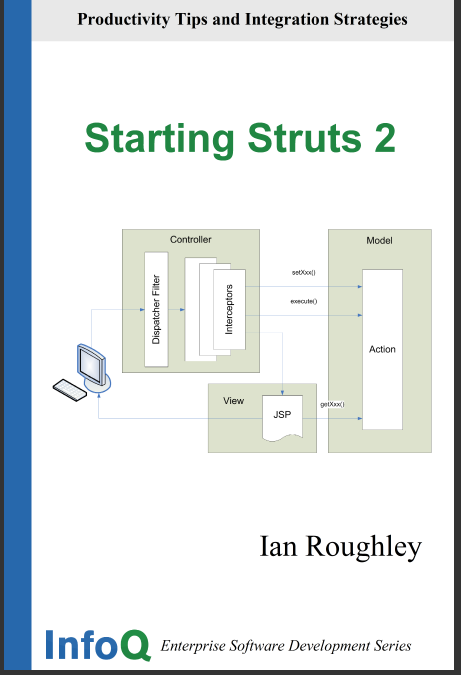 Productivity Tips and Integration Strategies
Starting Struts 2
Controller
Model
Dispatcher Filter
Interceptors
setXxx()
execute()
Action
View
JSP
getXxx()
Ian Roughley
InfoQ Enterprise Software Development Series